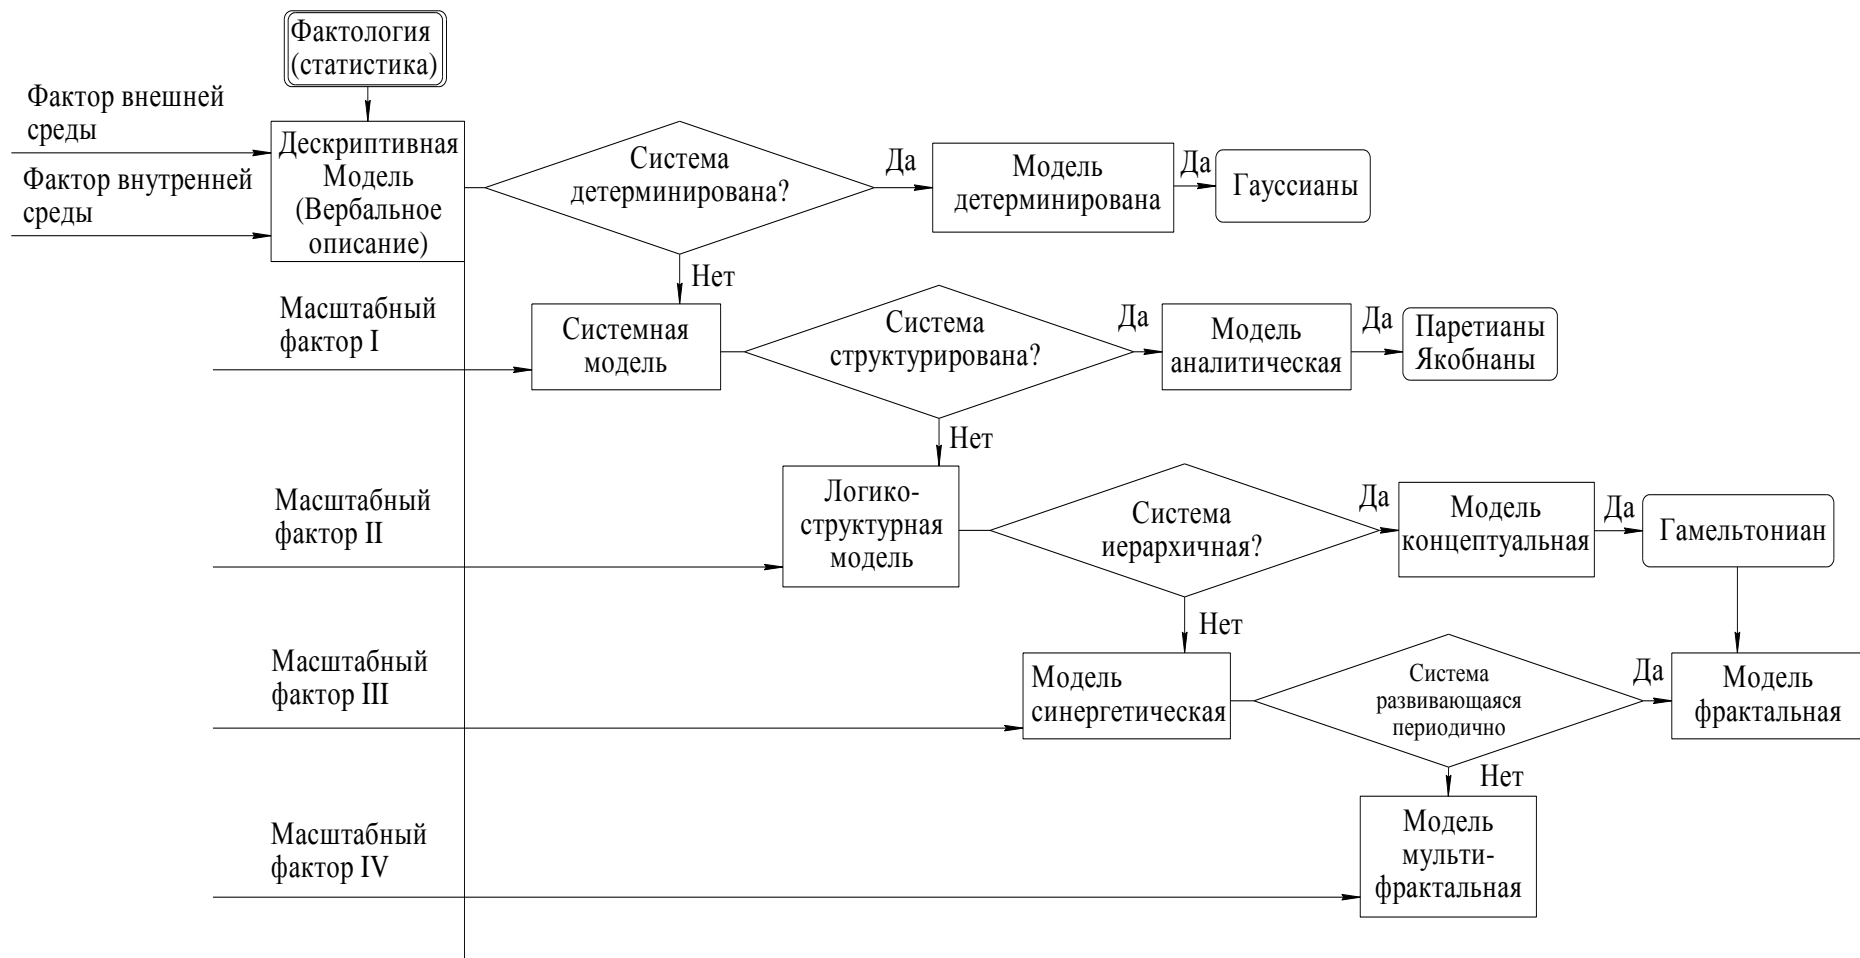 Фактология
(статистика)
Фактор внешней
среды
Фактор внутренней
среды
Дескриптивная
Модель
(Вербальное
описание)
Система
детерминирована?
Да
Модель
детерминирована
Да
Гауссианы
Нет
Масштабный
фактор I
Системная
модель
Система
структурирована?
Да
Модель
аналитическая
Да
Паретианы
Якобнаны
Нет
Масштабный
фактор II
Логико-
структурная
модель
Система
иерархичная?
Да
Модель
концептуальная
Да
Гамельтониан
Нет
Масштабный
фактор III
Модель
синергетическая
Система
развивающаяся
периодично
Да
Модель
фрактальная
Нет
Масштабный
фактор IV
Модель
мульти-
фрактальная